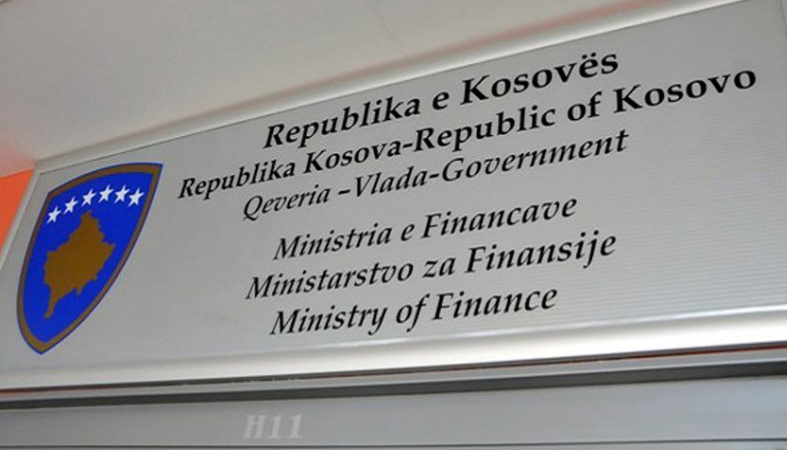 Republika e Kosovës
Republika Kosova-Republic of Kosovo
Qeveria –Vlada-Government
Ministria e Financave
Ministarstvo za Finansije
Ministry of Finance
H11